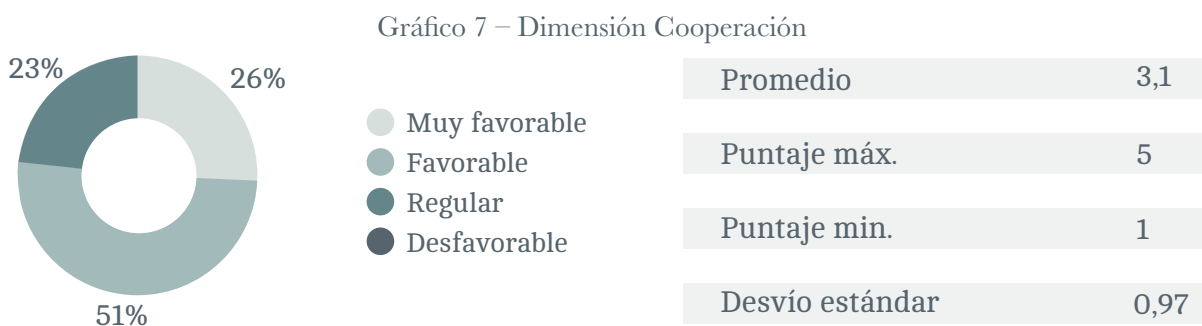 Gráfico 7 – Dimensión Cooperación
23%
26%
51%
Muy favorable
Favorable
Regular
Desfavorable
Promedio 3,1
Puntaje máx. 5
Puntaje min. 1
Desvío estándar 0,97